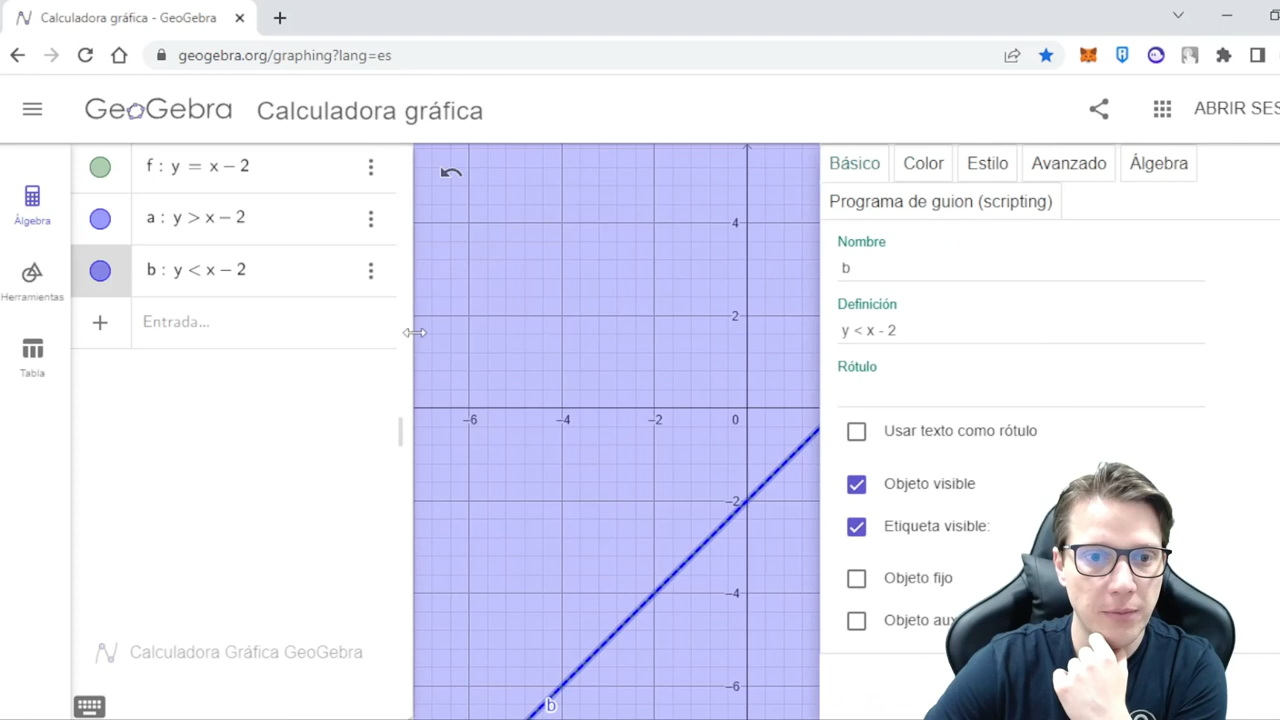 Calculadora gráfica - GeoGebra
geogebra.org/graphing?lang=es
GeoGebra
Calculadora gráfica
ABRIR SES
Álgebra
Herramientas
Tabla
f : y = x − 2
a : y > x − 2
b : y < x − 2
Entrada...
Calculadora Gráfica GeoGebra
4
2
−6
−4
−2
0
−2
−4
−6
b
Básico
Color
Estilo
Avanzado
Álgebra
Programa de guion (scripting)
Nombre
b
Definición
y < x - 2
Rótulo
Usar texto como rótulo
Objeto visible
Etiqueta visible:
Objeto fijo
Objeto aux